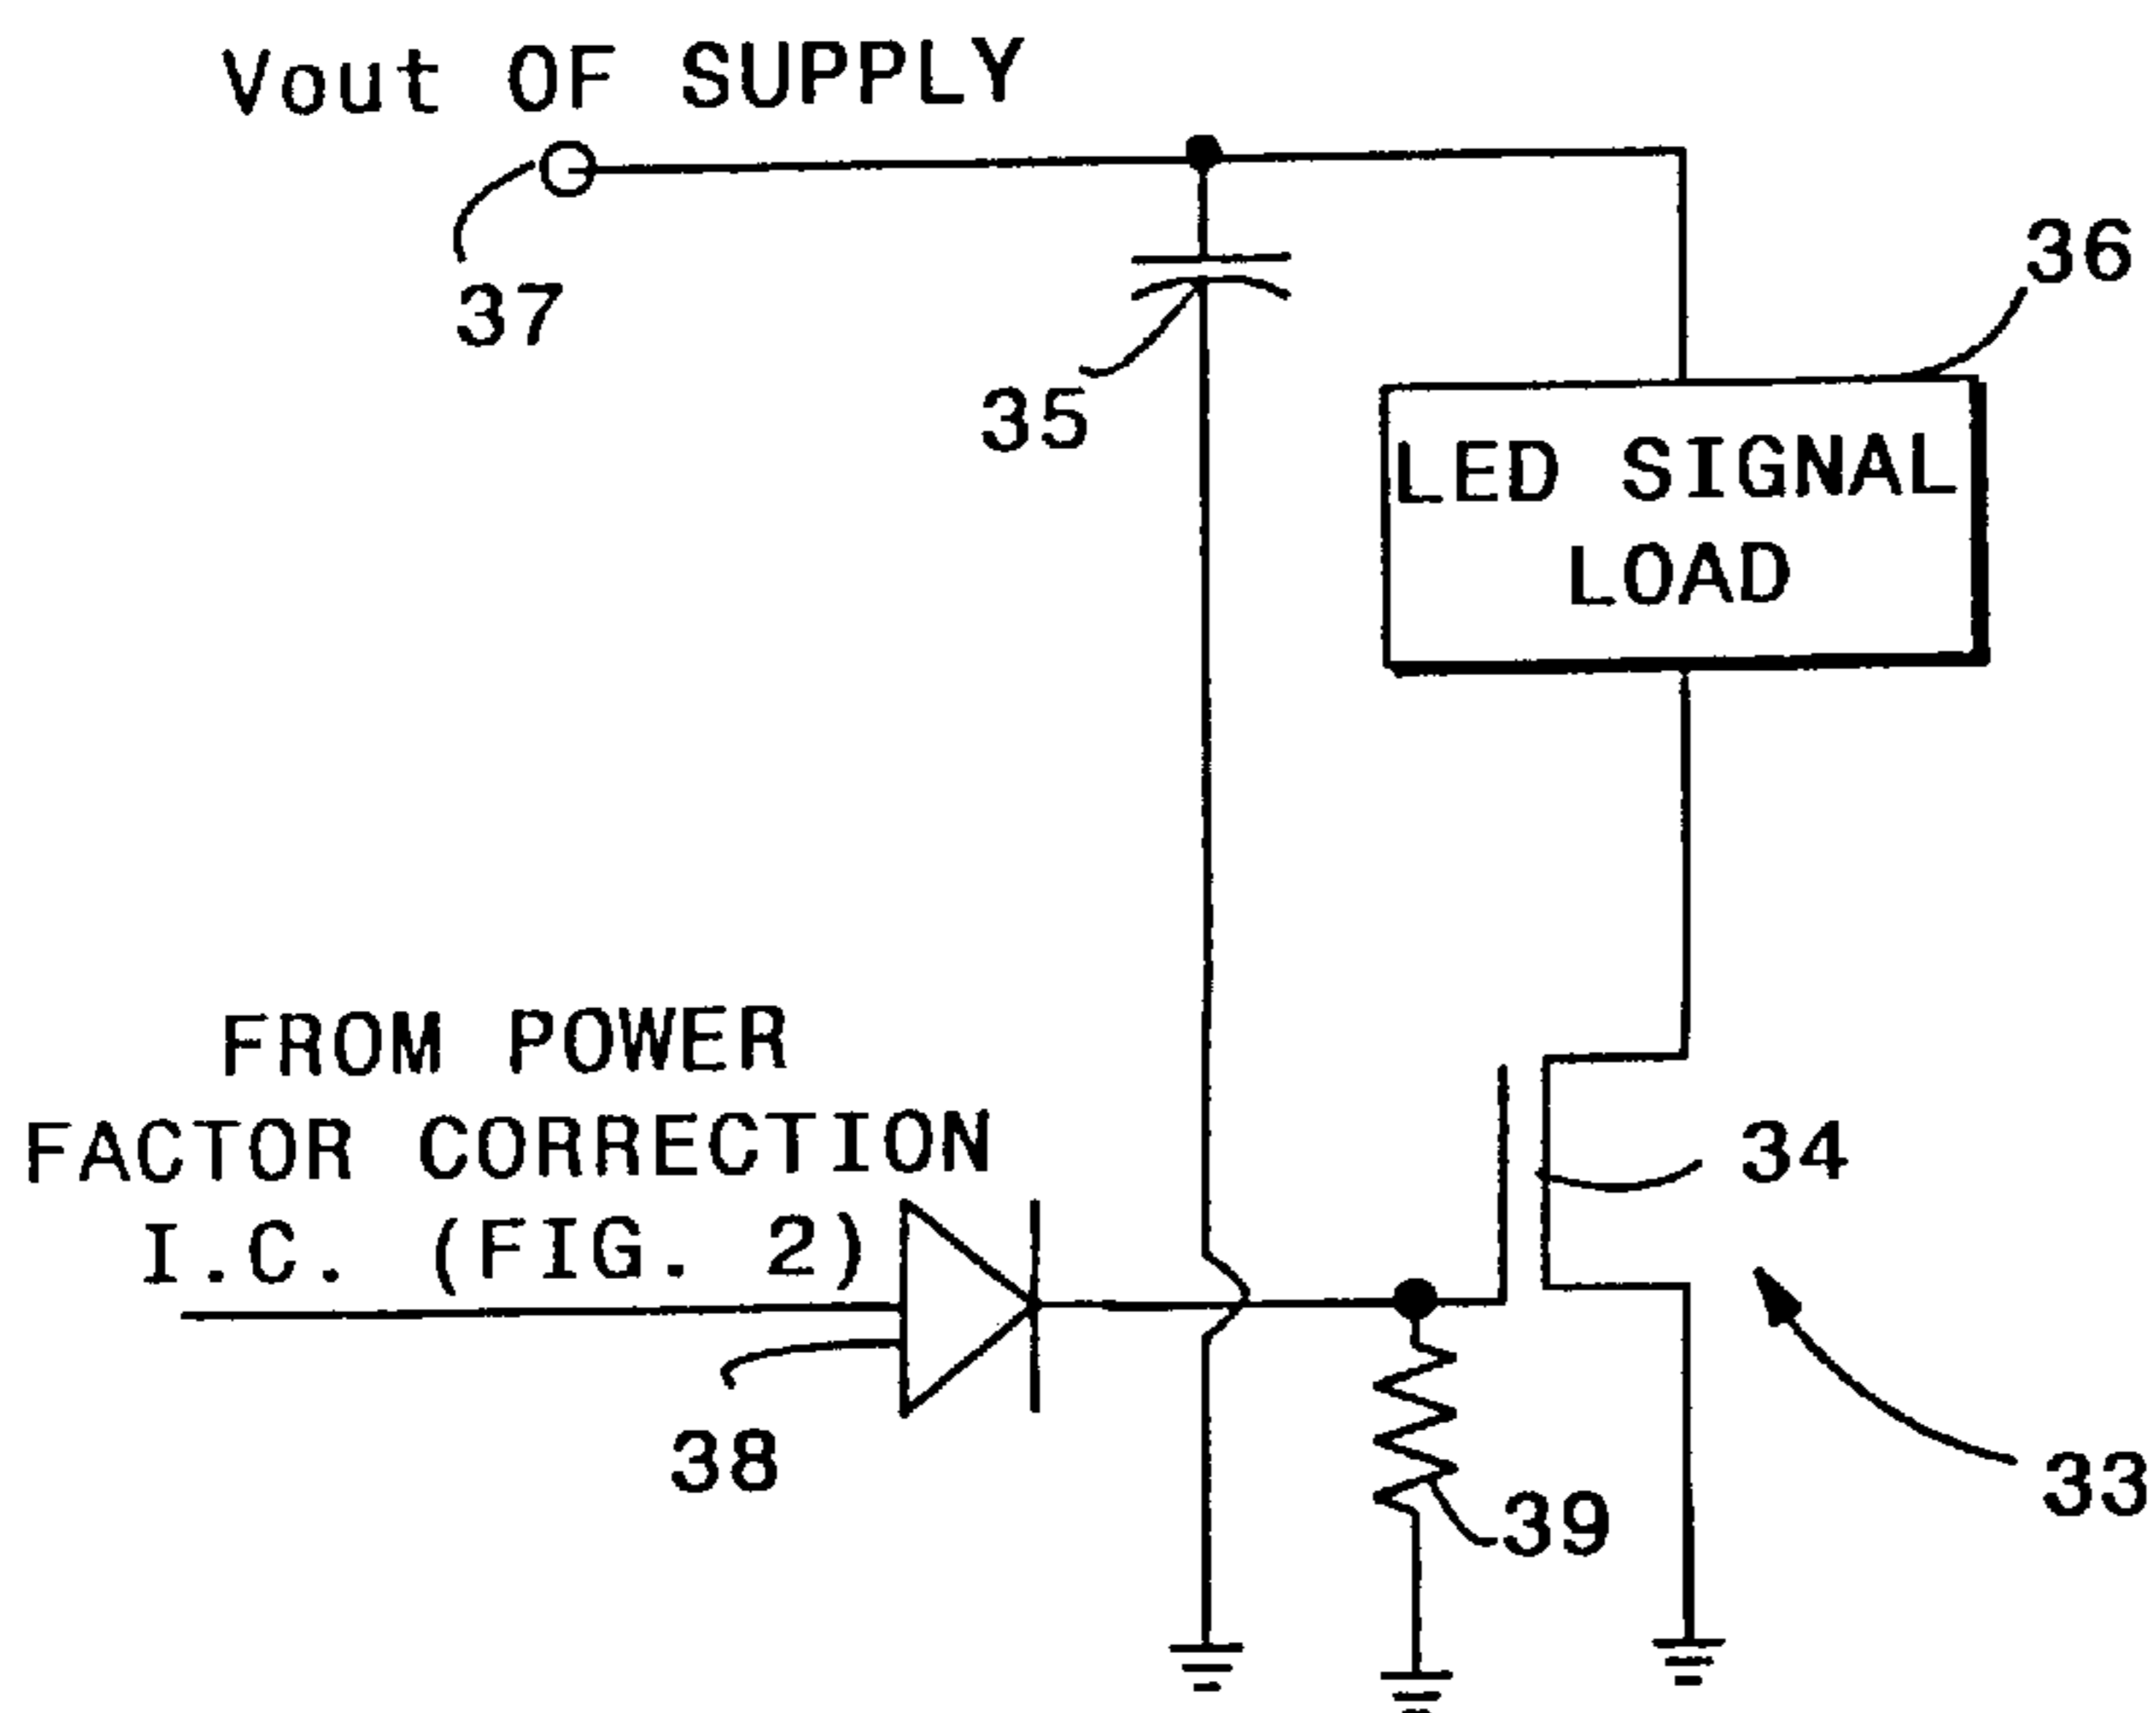 Vout OF SUPPLY
37
36
35
LED SIGNAL
LOAD
FROM POWER
FACTOR CORRECTION
I.C. (FIG. 2)
34
38
39
33